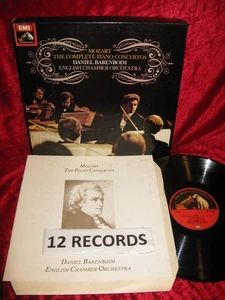 EMI
MOZART
THE COMPLETE PIANO CONCERTOS
DANIEL BARENBOIM
ENGLISH CHAMBER ORCHESTRA
MOZART
THE PIANO CONCERTOS
12 RECORDS
DANIEL BARENBOIM
ENGLISH CHAMBER ORCHESTRA